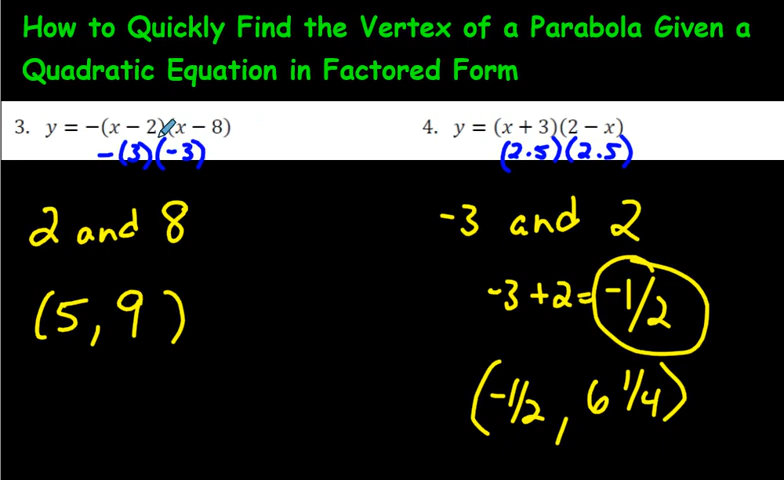 How to Quickly Find the Vertex of a Parabola Given a
Quadratic Equation in Factored Form
3. y = −(x − 2)(x − 8)
-(3)(-3)
2 and 8
(5, 9)
4. y = (x + 3)(2 − x)
(2.5)(2.5)
-3 and 2
-3+2=-1/2
(-1/2, 6 1/4)